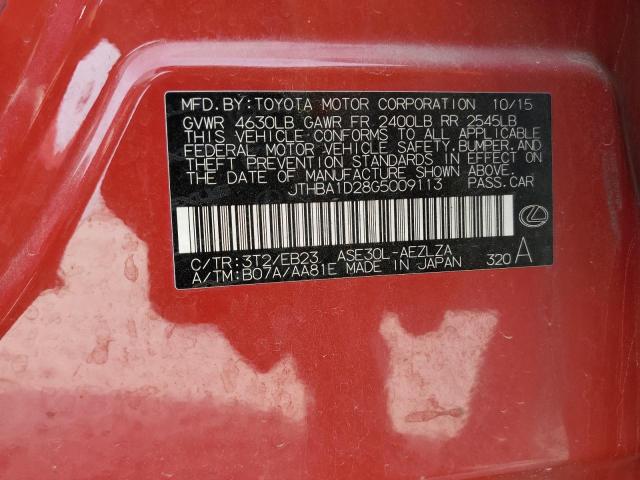 MFD. BY: TOYOTA MOTOR CORPORATION 10/15
GVWR 4630LB GAWR FR 2400LB RR 2545LB
THIS VEHICLE CONFORMS TO ALL APPLICABLE
FEDERAL MOTOR VEHICLE SAFETY, BUMPER, AND
THEFT PREVENTION STANDARDS IN EFFECT ON
THE DATE OF MANUFACTURE SHOWN ABOVE.
JTHBA1D28G5009113 PASS. CAR
C/TR: 3T2/EB23 ASE30L-AEZLZA
A/TM: B07A/AA81E MADE IN JAPAN 320 A